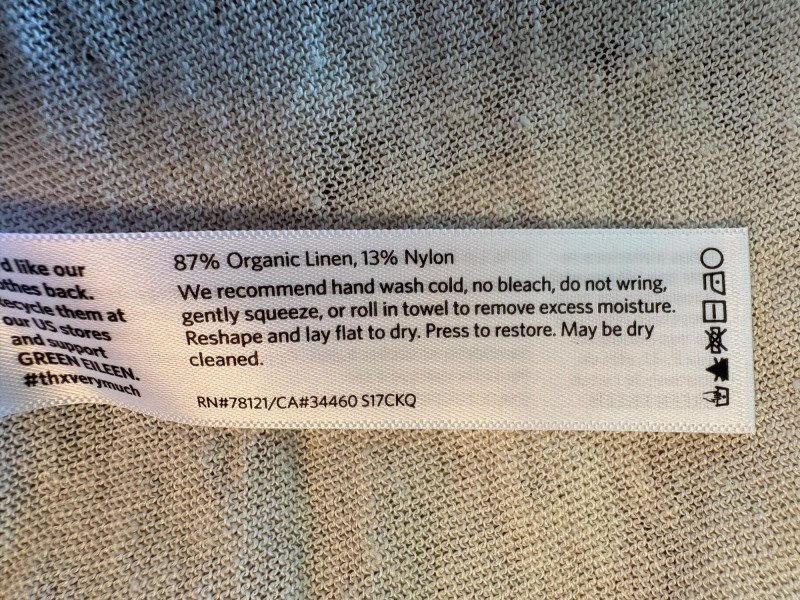 d like our
othes back.
ecycle them at
our US stores
and support
GREEN EILEEN.
#thxverymuch
87% Organic Linen, 13% Nylon
We recommend hand wash cold, no bleach, do not wring,
gently squeeze, or roll in towel to remove excess moisture.
Reshape and lay flat to dry. Press to restore. May be dry
cleaned.
RN#78121/CA#34460 S17CKQ